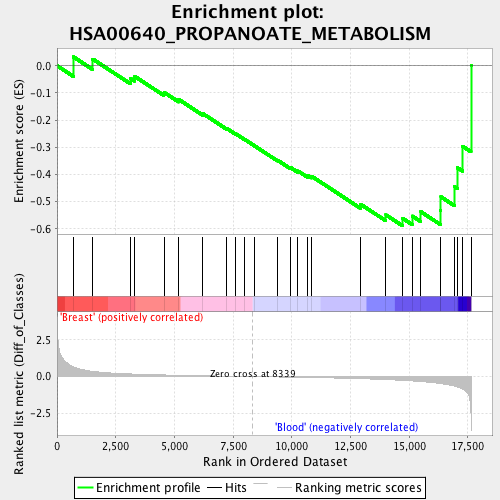 Enrichment plot:
HSA00640_PROPANOATE_METABOLISM
Enrichment score (ES)
0.0
-0.1
-0.2
-0.3
-0.4
-0.5
-0.6
'Breast' (positively correlated)
Ranked list metric (Diff_of_Classes)
2.5
0.0
-2.5
Zero cross at 8339
'Blood' (negatively correlated)
0
2,500
5,000
7,500
10,000
12,500
15,000
17,500
Rank in Ordered Dataset
Enrichment profile
Hits
Ranking metric scores